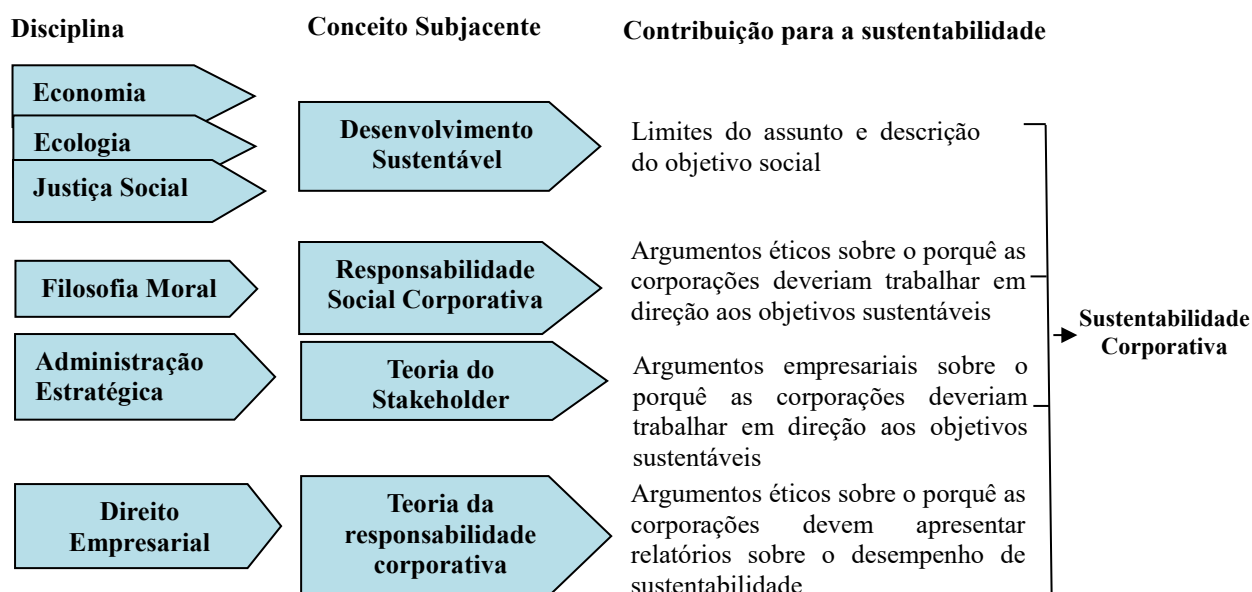 Disciplina
Conceito Subjacente
Contribuição para a sustentabilidade
Economia
Ecologia
Justiça Social
Desenvolvimento
Sustentável
Limites do assunto e descrição
do objetivo social
Filosofia Moral
Responsabilidade
Social Corporativa
Argumentos éticos sobre o porquê as
corporações deveriam trabalhar em
direção aos objetivos sustentáveis
Administração
Estratégica
Teoria do
Stakeholder
Argumentos empresariais sobre o
porquê as corporações deveriam
trabalhar em direção aos objetivos
sustentáveis
Direito
Empresarial
Teoria da
responsabilidade
corporativa
Argumentos éticos sobre o porquê as
corporações devem apresentar
relatórios sobre o desempenho de
sustentabilidade
Sustentabilidade
Corporativa